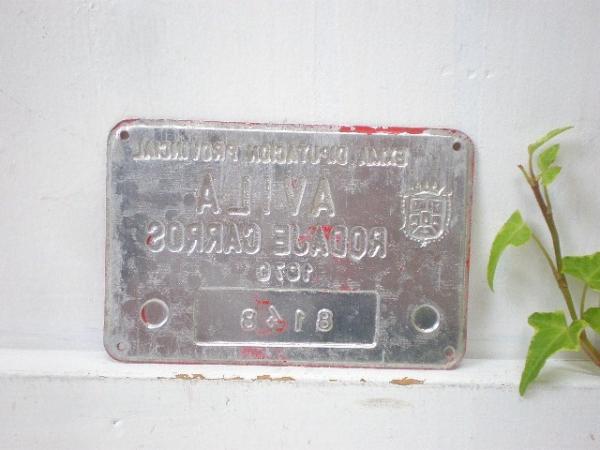 EXMA. DIPUTACION PROVINCIAL
AVILA
RODAJE CARROS
1970
8148